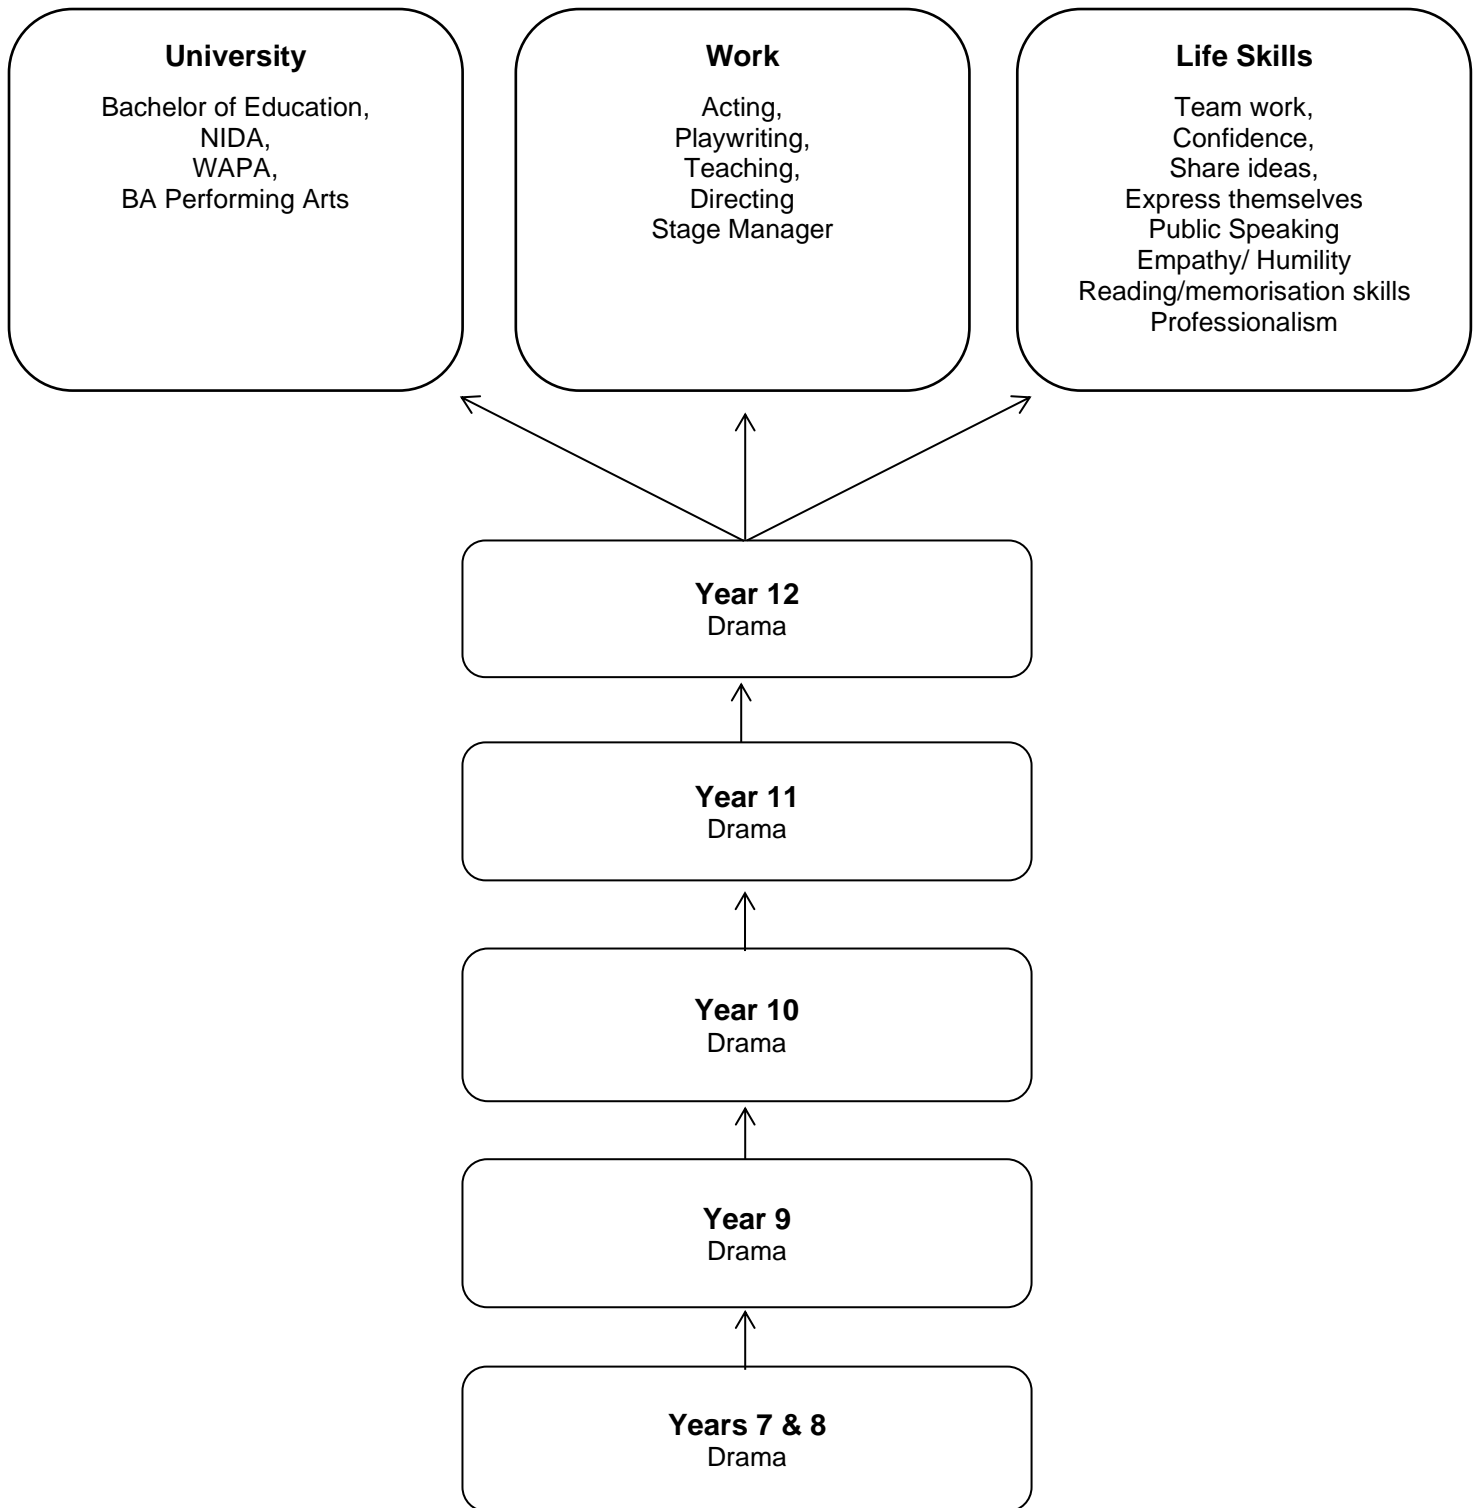 University
Bachelor of Education,
NIDA,
WAPA,
BA Performing Arts
Work
Acting,
Playwriting,
Teaching,
Directing
Stage Manager
Life Skills
Team work,
Confidence,
Share ideas,
Express themselves
Public Speaking
Empathy/ Humility
Reading/memorisation skills
Professionalism
Year 12
Drama
Year 11
Drama
Year 10
Drama
Year 9
Drama
Years 7 & 8
Drama